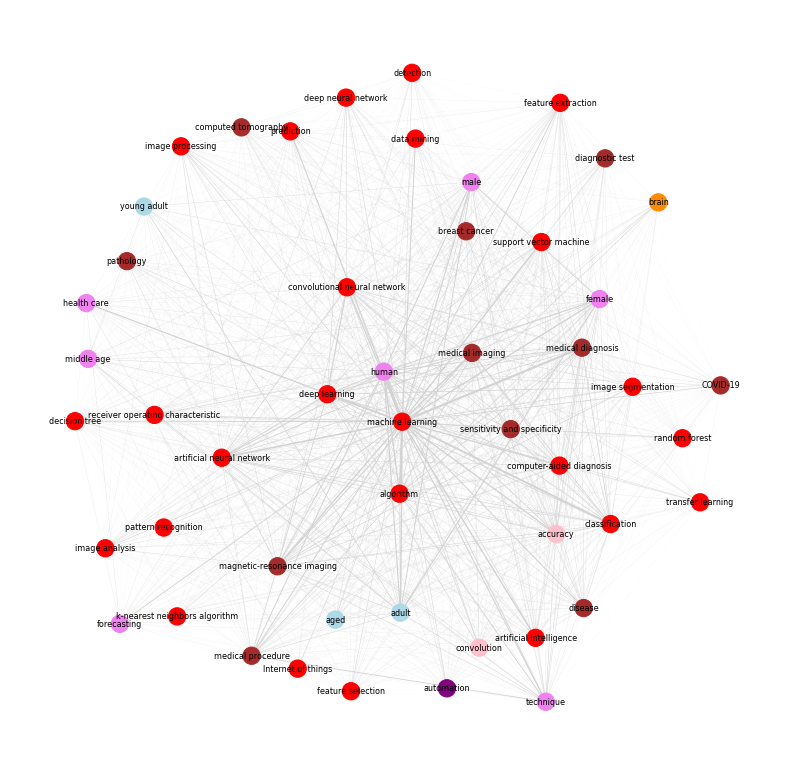 detection
deep neural network
feature extraction
computed tomography
prediction
data mining
image processing
diagnostic test
male
brain
young adult
breast cancer
support vector machine
pathology
convolutional neural network
female
health care
medical diagnosis
medical imaging
middle age
human
COVID-19
image segmentation
deep learning
receiver operating characteristic
decision tree
machine learning
sensitivity and specificity
random forest
artificial neural network
computer-aided diagnosis
algorithm
transfer learning
classification
pattern recognition
accuracy
image analysis
magnetic-resonance imaging
disease
adult
k-nearest neighbors algorithm
aged
forecasting
artificial intelligence
convolution
medical procedure
Internet of things
automation
feature selection
technique